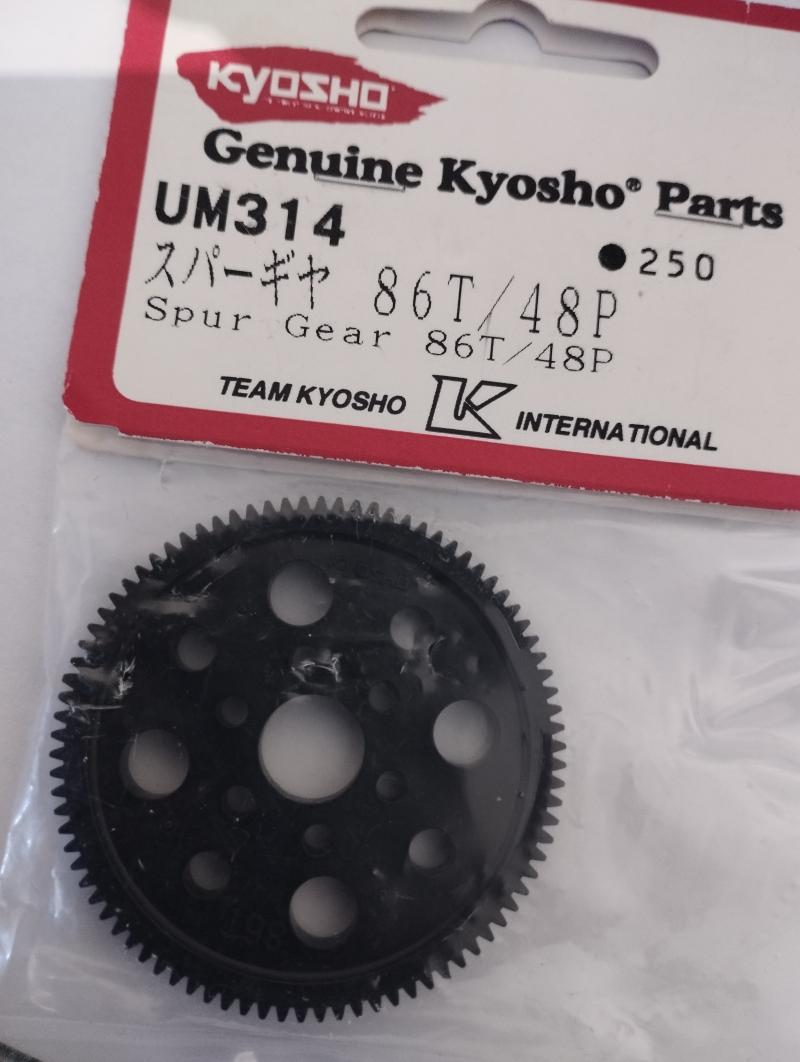 KYOSHO
Genuine Kyosho® Parts
UM314
●250
スパーギヤ 86T/48P
Spur Gear 86T/48P
TEAM KYOSHO K INTERNATIONAL